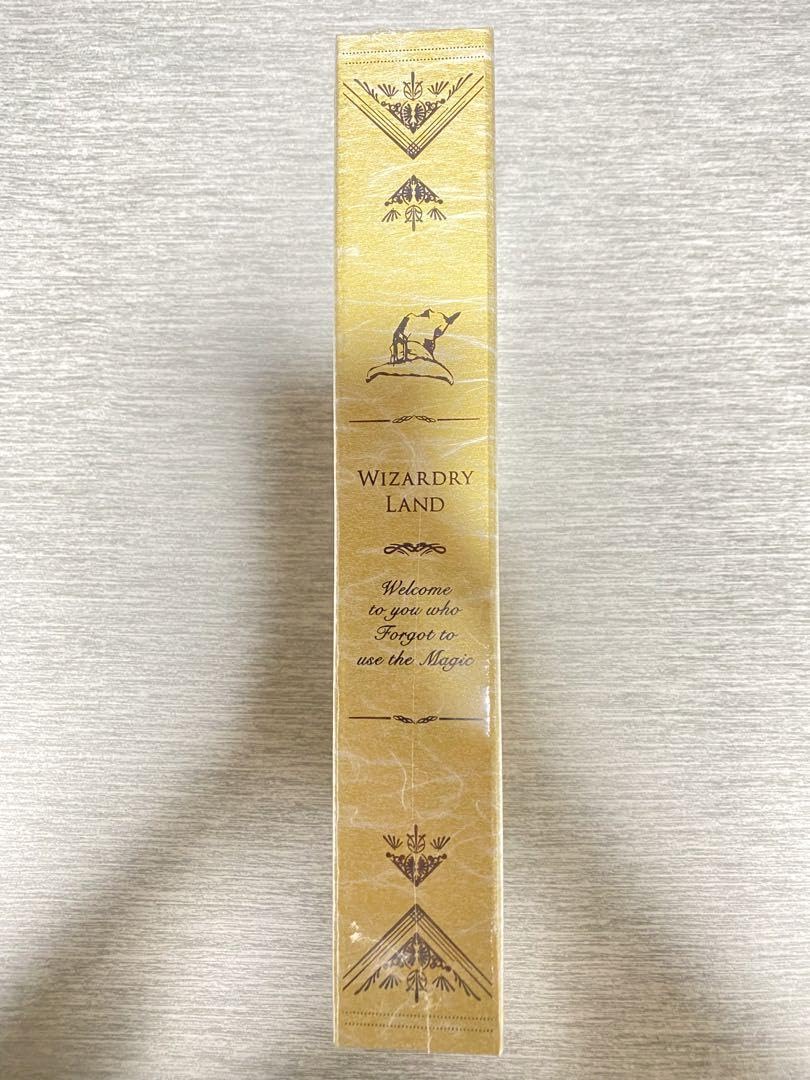 WIZARDRY
LAND
Welcome
to you who
Forgot to
use the Magic